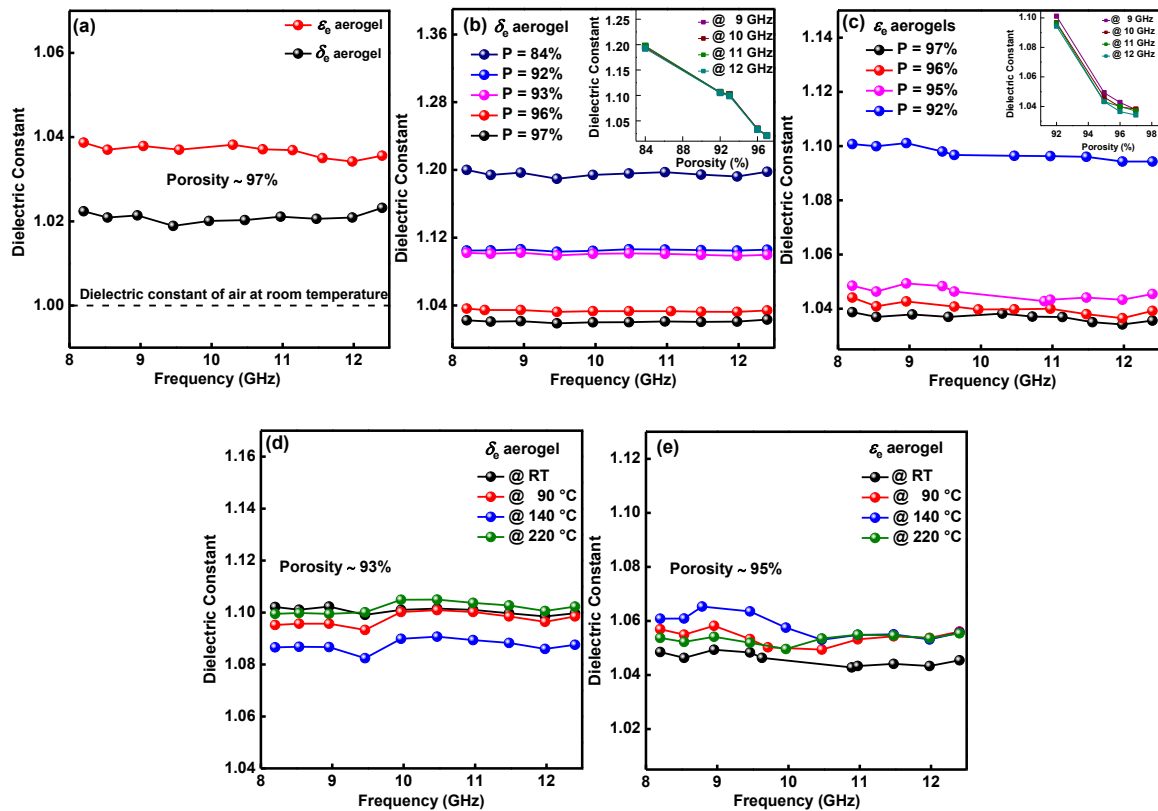 (a)
εe aerogel
δe aerogel
Porosity ~ 97%
Dielectric constant of air at room temperature
1.06
1.04
1.02
1.00
Dielectric Constant
8 9 10 11 12
Frequency (GHz)
(b) δe aerogel
P = 84%
P = 92%
P = 93%
P = 96%
P = 97%
1.36
1.28
1.20
1.12
1.04
Dielectric Constant
8 9 10 11 12
Frequency (GHz)
@ 9 GHz
@ 10 GHz
@ 11 GHz
@ 12 GHz
1.25
1.20
1.15
1.10
1.05
Dielectric Constant
84 88 92 96
Porosity (%)
(c) εe aerogels
P = 97%
P = 96%
P = 95%
P = 92%
1.14
1.12
1.10
1.08
1.06
1.04
Dielectric Constant
8 9 10 11 12
Frequency (GHz)
@ 9 GHz
@ 10 GHz
@ 11 GHz
@ 12 GHz
1.10
1.08
1.06
1.04
Dielectric Constant
92 94 96 98
Porosity (%)
(d)
δe aerogel
@ RT
@ 90 °C
@ 140 °C
@ 220 °C
Porosity ~ 93%
1.16
1.14
1.12
1.10
1.08
1.06
1.04
Dielectric Constant
8 9 10 11 12
Frequency (GHz)
(e)
εe aerogel
@ RT
@ 90 °C
@ 140 °C
@ 220 °C
Porosity ~ 95%
1.12
1.10
1.08
1.06
1.04
1.02
Dielectric Constant
8 9 10 11 12
Frequency (GHz)